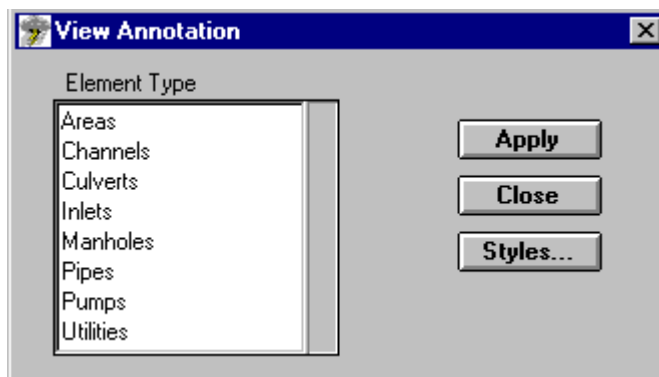 View Annotation
Element Type
Areas
Channels
Culverts
Inlets
Manholes
Pipes
Pumps
Utilities
Apply
Close
Styles...